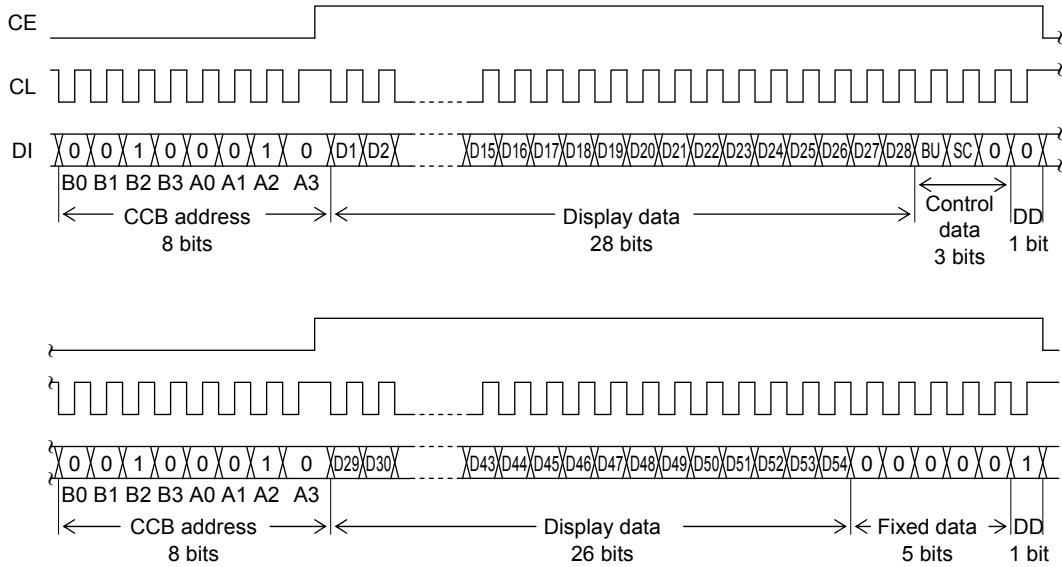 CE
CL
DI 0 0 1 0 0 0 1 0 D1 D2 D15 D16 D17 D18 D19 D20 D21 D22 D23 D24 D25 D26 D27 D28 BU SC 0 0
B0 B1 B2 B3 A0 A1 A2 A3
CCB address Display data Control DD
8 bits 28 bits data 1 bit
3 bits
0 0 1 0 0 0 1 0 D29 D30 D43 D44 D45 D46 D47 D48 D49 D50 D51 D52 D53 D54 0 0 0 0 0 1
B0 B1 B2 B3 A0 A1 A2 A3
CCB address Display data Fixed data DD
8 bits 26 bits 5 bits 1 bit